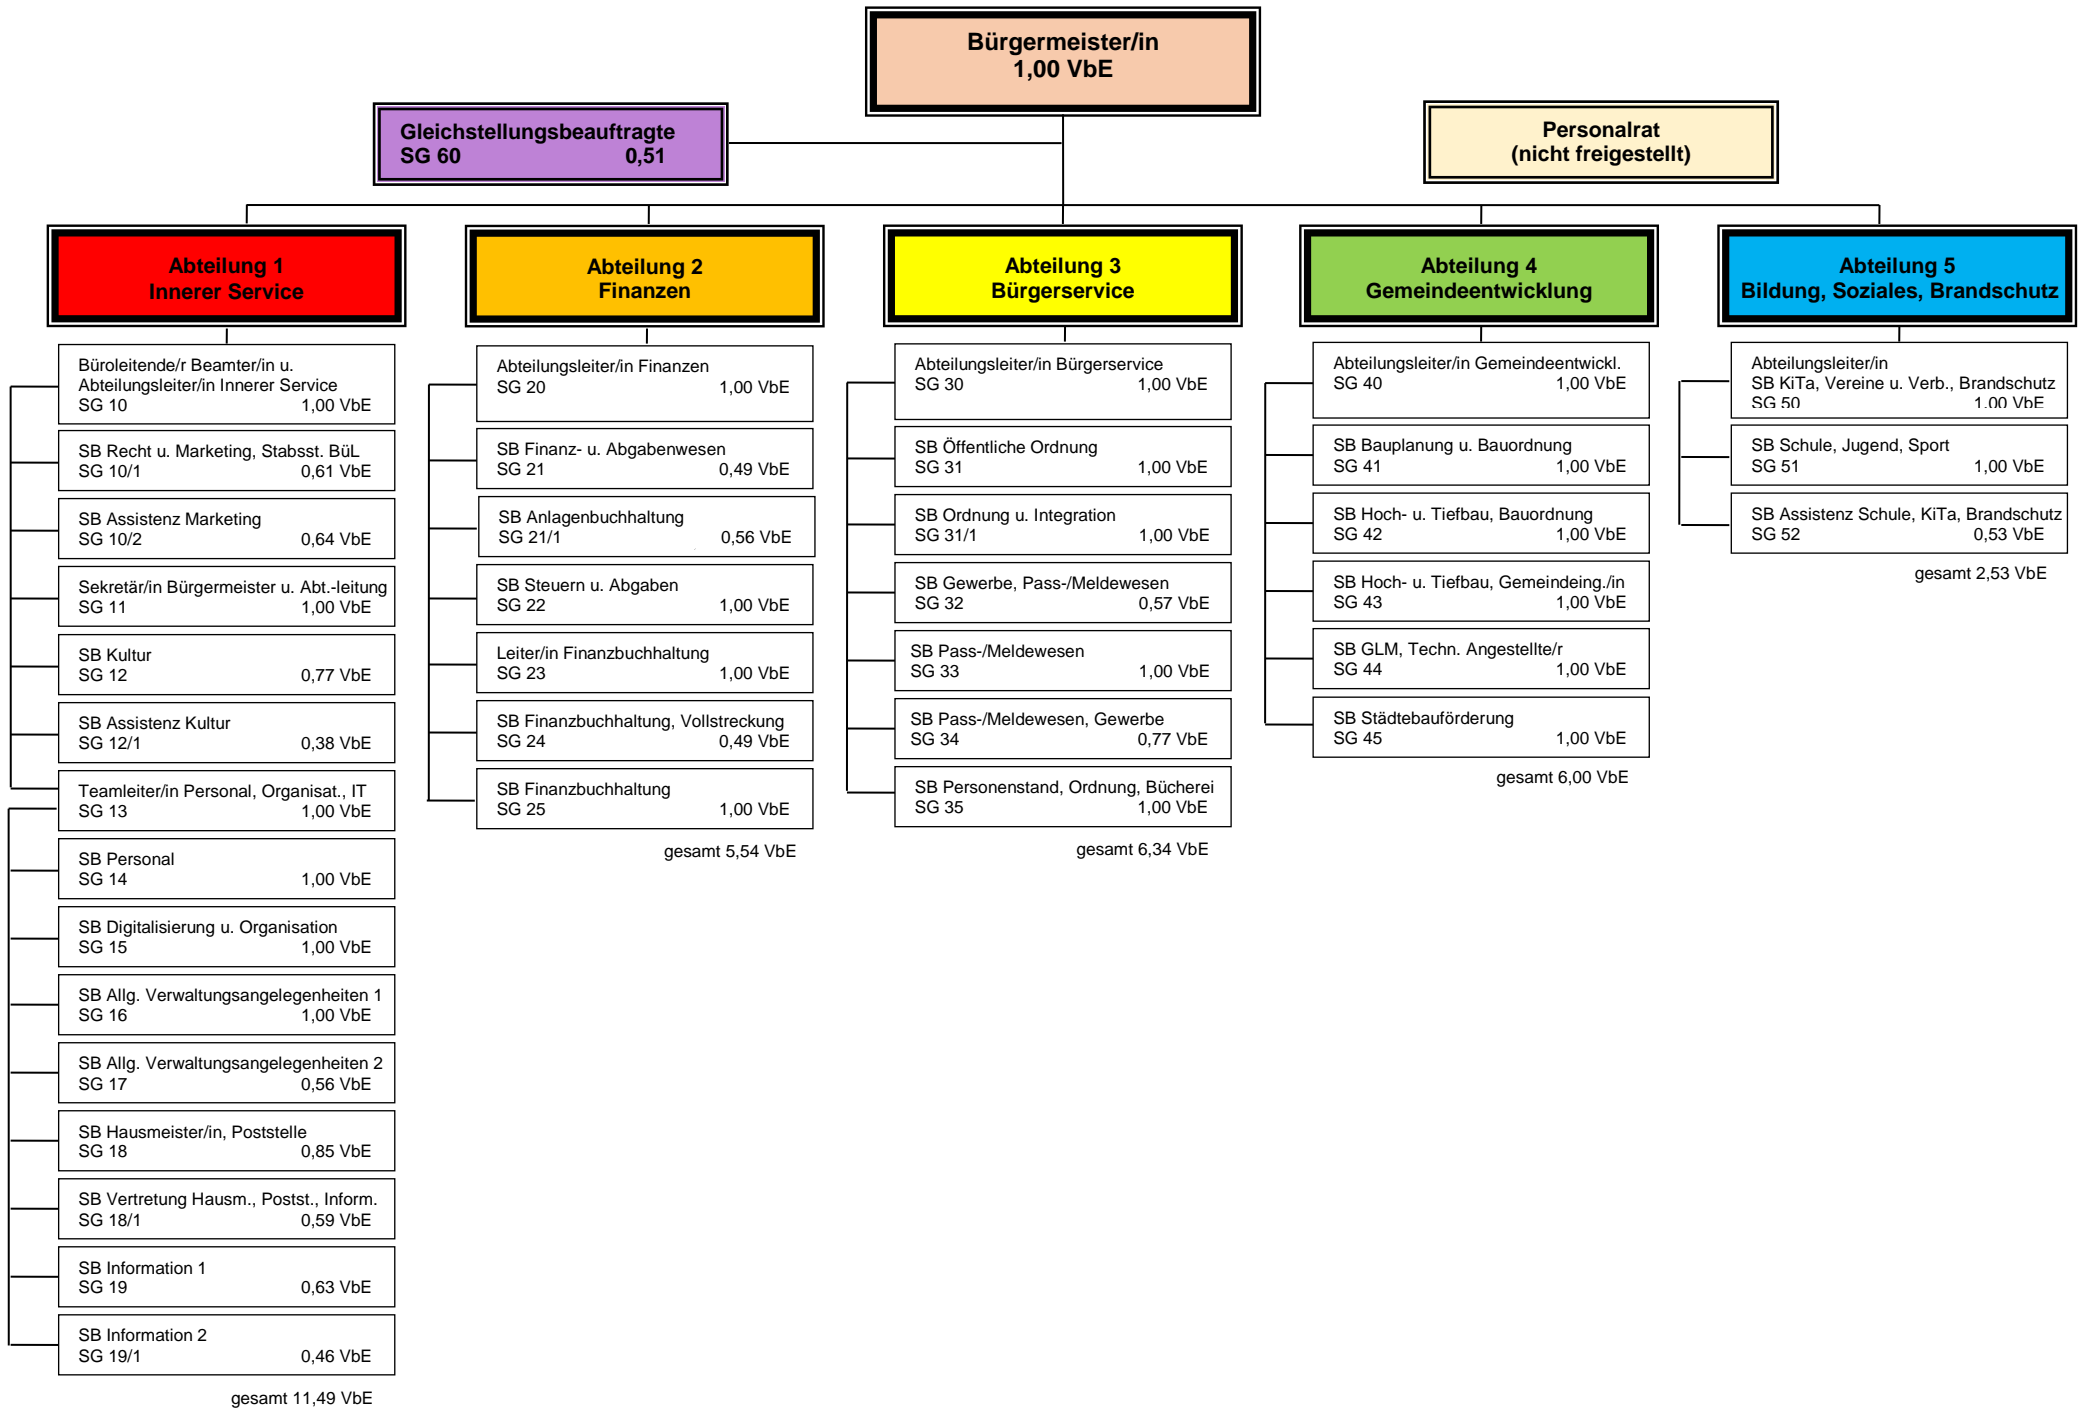 Bürgermeister/in
1,00 VbE
Gleichstellungsbeauftragte
SG 60 0,51
Personalrat
(nicht freigestellt)
Abteilung 1
Innerer Service
Büroleitende/r Beamter/in u.
Abteilungsleiter/in Innerer Service
SG 10 1,00 VbE
SB Recht u. Marketing, Stabsst. BüL
SG 10/1 0,61 VbE
SB Assistenz Marketing
SG 10/2 0,64 VbE
Sekretär/in Bürgermeister u. Abt.-leitung
SG 11 1,00 VbE
SB Kultur
SG 12 0,77 VbE
SB Assistenz Kultur
SG 12/1 0,38 VbE
Teamleiter/in Personal, Organisat., IT
SG 13 1,00 VbE
SB Personal
SG 14 1,00 VbE
SB Digitalisierung u. Organisation
SG 15 1,00 VbE
SB Allg. Verwaltungsangelegenheiten 1
SG 16 1,00 VbE
SB Allg. Verwaltungsangelegenheiten 2
SG 17 0,56 VbE
SB Hausmeister/in, Poststelle
SG 18 0,85 VbE
SB Vertretung Hausm., Postst., Inform.
SG 18/1 0,59 VbE
SB Information 1
SG 19 0,63 VbE
SB Information 2
SG 19/1 0,46 VbE
gesamt 11,49 VbE
Abteilung 2
Finanzen
Abteilungsleiter/in Finanzen
SG 20 1,00 VbE
SB Finanz- u. Abgabenwesen
SG 21 0,49 VbE
SB Anlagenbuchhaltung
SG 21/1 0,56 VbE
SB Steuern u. Abgaben
SG 22 1,00 VbE
Leiter/in Finanzbuchhaltung
SG 23 1,00 VbE
SB Finanzbuchhaltung, Vollstreckung
SG 24 0,49 VbE
SB Finanzbuchhaltung
SG 25 1,00 VbE
gesamt 5,54 VbE
Abteilung 3
Bürgerservice
Abteilungsleiter/in Bürgerservice
SG 30 1,00 VbE
SB Öffentliche Ordnung
SG 31 1,00 VbE
SB Ordnung u. Integration
SG 31/1 1,00 VbE
SB Gewerbe, Pass-/Meldewesen
SG 32 0,57 VbE
SB Pass-/Meldewesen
SG 33 1,00 VbE
SB Pass-/Meldewesen, Gewerbe
SG 34 0,77 VbE
SB Personenstand, Ordnung, Bücherei
SG 35 1,00 VbE
gesamt 6,34 VbE
Abteilung 4
Gemeindeentwicklung
Abteilungsleiter/in Gemeindeentwickl.
SG 40 1,00 VbE
SB Bauplanung u. Bauordnung
SG 41 1,00 VbE
SB Hoch- u. Tiefbau, Bauordnung
SG 42 1,00 VbE
SB Hoch- u. Tiefbau, Gemeindeing./in
SG 43 1,00 VbE
SB GLM, Techn. Angestellte/r
SG 44 1,00 VbE
SB Städtebauförderung
SG 45 1,00 VbE
gesamt 6,00 VbE
Abteilung 5
Bildung, Soziales, Brandschutz
Abteilungsleiter/in
SB KiTa, Vereine u. Verb., Brandschutz
SG 50 1,00 VbE
SB Schule, Jugend, Sport
SG 51 1,00 VbE
SB Assistenz Schule, KiTa, Brandschutz
SG 52 0,53 VbE
gesamt 2,53 VbE